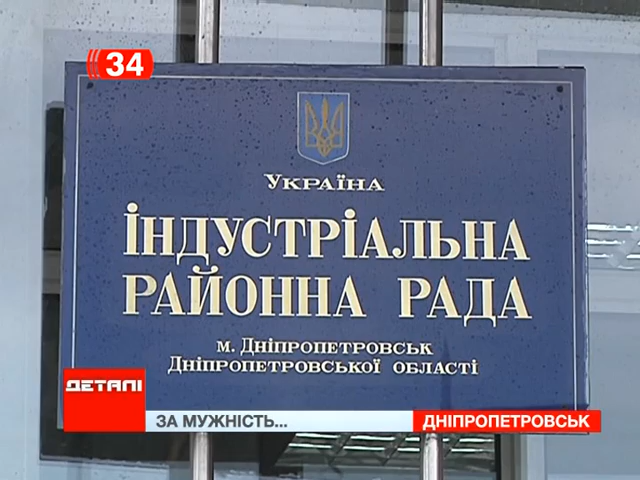 34
Україна
ІНДУСТРІАЛЬНА
РАЙОННА РАДА
м. Дніпропетровськ
Дніпропетровської області
ДЕТАЛІ
ЗА МУЖНІСТЬ...
ДНІПРОПЕТРОВСЬК